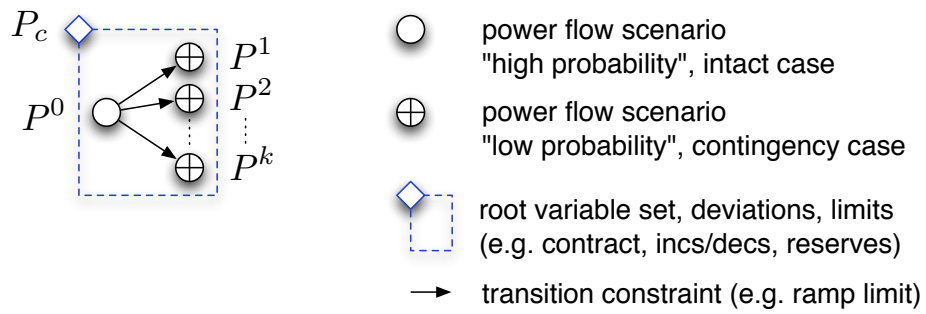 P_c
P^0
P^1
P^2
P^k
power flow scenario
"high probability", intact case
power flow scenario
"low probability", contingency case
root variable set, deviations, limits
(e.g. contract, incs/decs, reserves)
transition constraint (e.g. ramp limit)